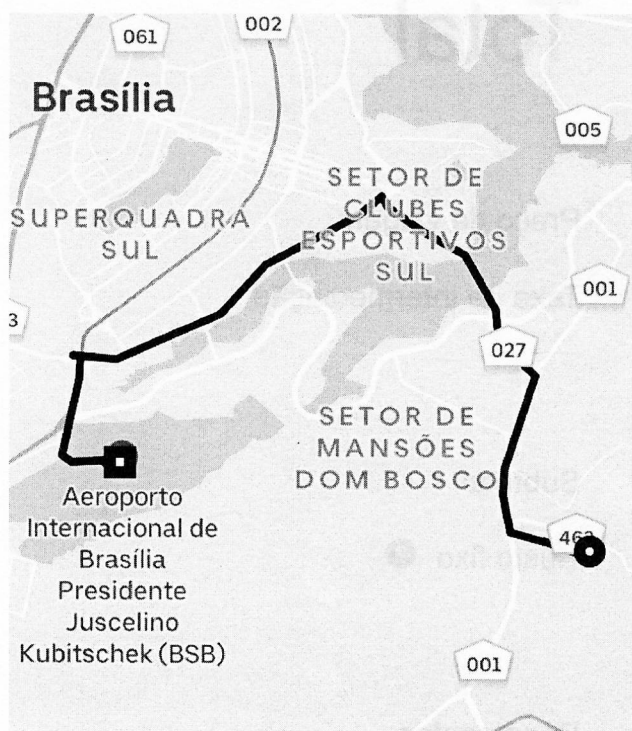 061
002
Brasília
005
SETOR DE
CLUBES
ESPORTIVOS
SUL
SUPERQUADRA
SUL
001
3
027
SETOR DE
MANSÕES
DOM BOSCO
Aeroporto
Internacional de
Brasília
Presidente
Juscelino
Kubitschek (BSB)
001